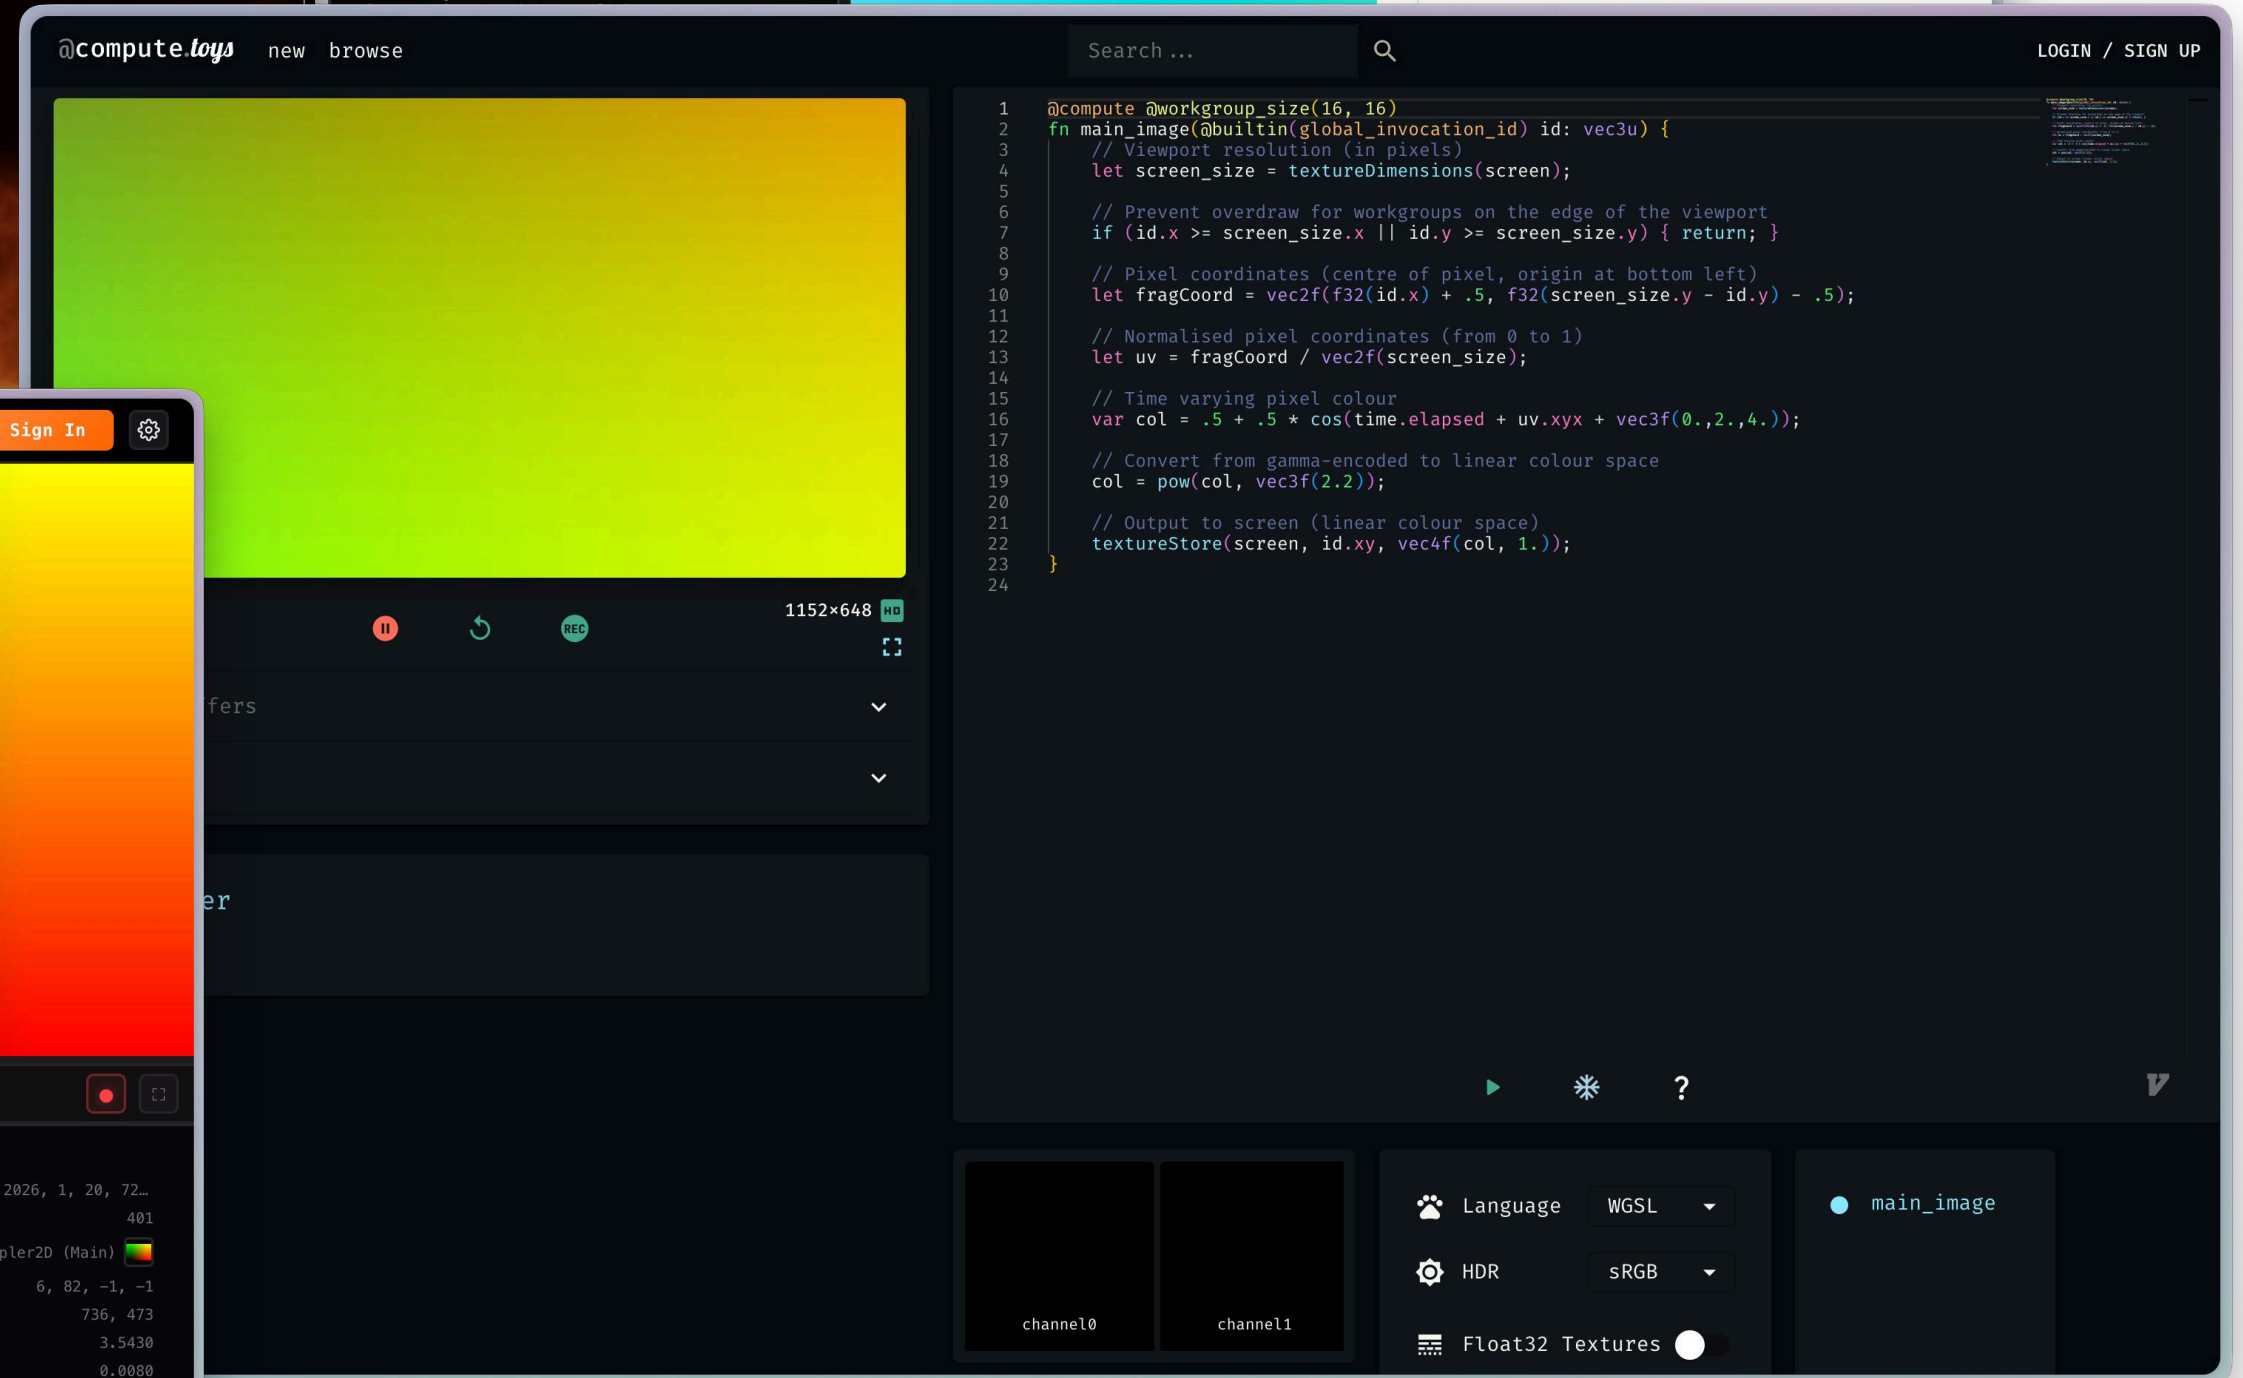 @compute.toys new browse
Search ...
LOGIN / SIGN UP
1 @compute @workgroup_size(16, 16)
2 fn main_image(@builtin(global_invocation_id) id: vec3u) {
3 // Viewport resolution (in pixels)
4 let screen_size = textureDimensions(screen);
5
6 // Prevent overdraw for workgroups on the edge of the viewport
7 if (id.x >= screen_size.x || id.y >= screen_size.y) { return; }
8
9 // Pixel coordinates (centre of pixel, origin at bottom left)
10 let fragCoord = vec2f(f32(id.x) + .5, f32(screen_size.y - id.y) - .5);
11
12 // Normalised pixel coordinates (from 0 to 1)
13 let uv = fragCoord / vec2f(screen_size);
14
15 // Time varying pixel colour
16 var col = .5 + .5 * cos(time.elapsed + uv.xyx + vec3f(0.,2.,4.));
17
18 // Convert from gamma-encoded to linear colour space
19 col = pow(col, vec3f(2.2));
20
21 // Output to screen (linear colour space)
22 textureStore(screen, id.xy, vec4f(col, 1.));
23 }
24
1152×648 HD
REC
fers
er
Sign In
2026, 1, 20, 72…
401
pler2D (Main)
6, 82, −1, −1
736, 473
3.5430
0.0080
?
channel0
channel1
Language WGSL
HDR sRGB
Float32 Textures
main_image